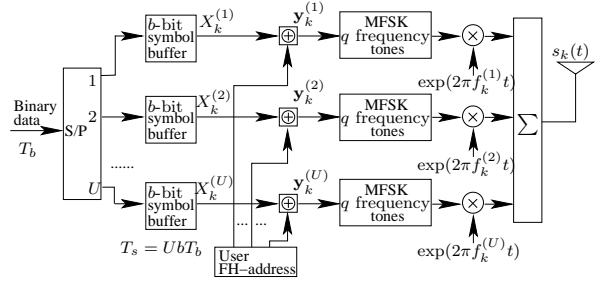 Binary
data
T_b
S/P
1
2
......
U
b-bit
symbol
buffer
X_k^{(1)}
⊕
y_k^{(1)}
MFSK
q frequency
tones
×
exp(2πf_k^{(1)}t)
b-bit
symbol
buffer
X_k^{(2)}
⊕
y_k^{(2)}
MFSK
q frequency
tones
×
exp(2πf_k^{(2)}t)
b-bit
symbol
buffer
X_k^{(U)}
... ...
⊕
y_k^{(U)}
MFSK
q frequency
tones
×
exp(2πf_k^{(U)}t)
T_s = UbT_b
User
FH-address
∑
s_k(t)